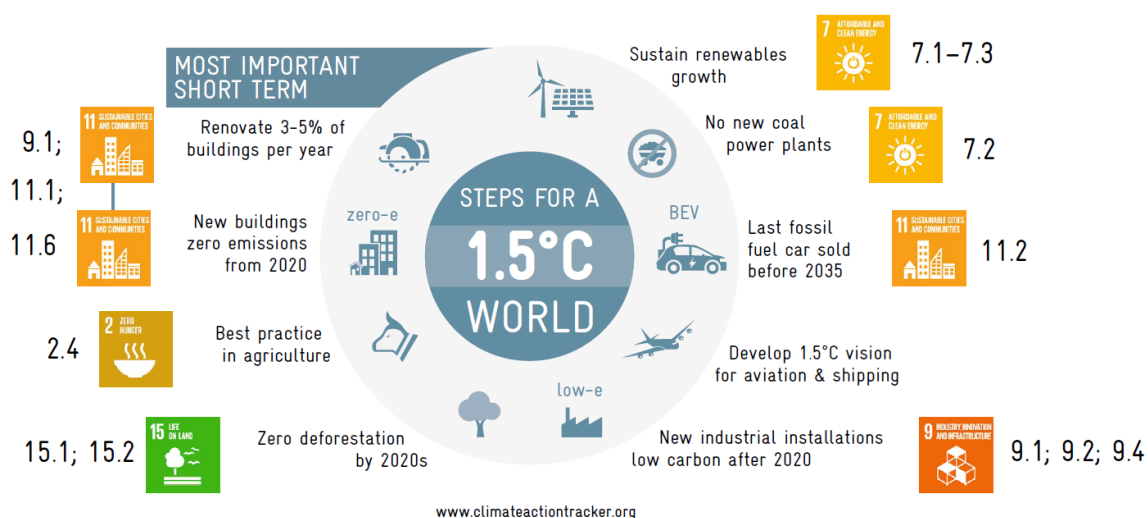 MOST IMPORTANT
SHORT TERM
Sustain renewables
growth
7 AFFORDABLE AND
CLEAN ENERGY
7.1–7.3
No new coal
power plants
7 AFFORDABLE AND
CLEAN ENERGY
7.2
BEV
Last fossil
fuel car sold
before 2035
11 SUSTAINABLE CITIES
AND COMMUNITIES
11.2
Develop 1.5°C vision
for aviation & shipping
low-e
New industrial installations
low carbon after 2020
9 INDUSTRY, INNOVATION
AND INFRASTRUCTURE
9.1; 9.2; 9.4
Zero deforestation
by 2020s
15 LIFE
ON LAND
15.1; 15.2
Best practice
in agriculture
2 ZERO
HUNGER
2.4
zero-e
New buildings
zero emissions
from 2020
11 SUSTAINABLE CITIES
AND COMMUNITIES
11.6
11.1;
Renovate 3–5% of
buildings per year
11 SUSTAINABLE CITIES
AND COMMUNITIES
9.1;
STEPS FOR A
1.5°C
WORLD
www.climateactiontracker.org